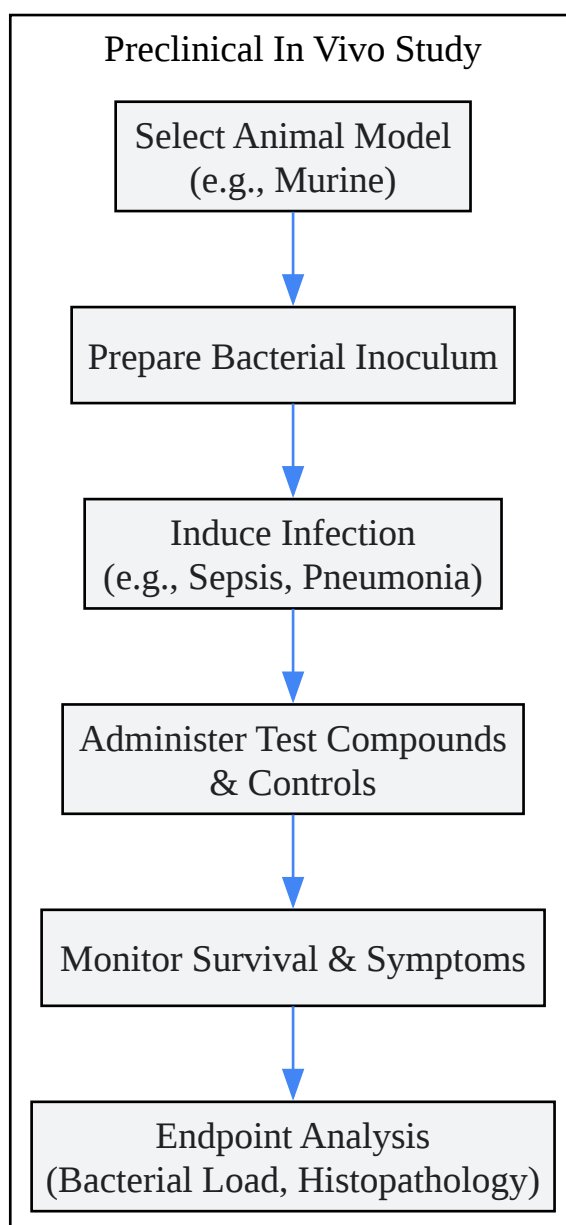 Preclinical In Vivo Study
Select Animal Model
(e.g., Murine)
Prepare Bacterial Inoculum
Induce Infection
(e.g., Sepsis, Pneumonia)
Administer Test Compounds
& Controls
Monitor Survival & Symptoms
Endpoint Analysis
(Bacterial Load, Histopathology)